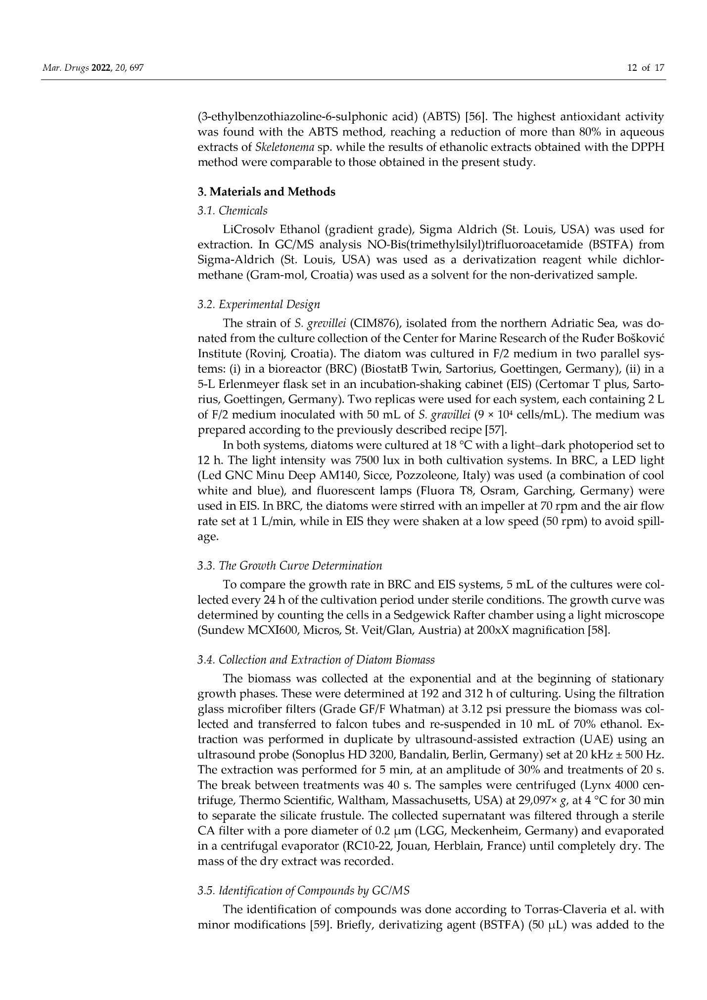 Mar. Drugs 2022, 20, 697
12 of 17
(3-ethylbenzothiazoline-6-sulphonic acid) (ABTS) [56]. The highest antioxidant activity
was found with the ABTS method, reaching a reduction of more than 80% in aqueous
extracts of Skeletonema sp. while the results of ethanolic extracts obtained with the DPPH
method were comparable to those obtained in the present study.
3. Materials and Methods
3.1. Chemicals
LiCrosolv Ethanol (gradient grade), Sigma Aldrich (St. Louis, USA) was used for
extraction. In GC/MS analysis NO-Bis(trimethylsilyl)trifluoroacetamide (BSTFA) from
Sigma-Aldrich (St. Louis, USA) was used as a derivatization reagent while dichlor-
methane (Gram-mol, Croatia) was used as a solvent for the non-derivatized sample.
3.2. Experimental Design
The strain of S. grevillei (CIM876), isolated from the northern Adriatic Sea, was do-
nated from the culture collection of the Center for Marine Research of the Ruđer Bošković
Institute (Rovinj, Croatia). The diatom was cultured in F/2 medium in two parallel sys-
tems: (i) in a bioreactor (BRC) (BiostatB Twin, Sartorius, Goettingen, Germany), (ii) in a
5-L Erlenmeyer flask set in an incubation-shaking cabinet (EIS) (Certomar T plus, Sarto-
rius, Goettingen, Germany). Two replicas were used for each system, each containing 2 L
of F/2 medium inoculated with 50 mL of S. gravillei (9 × 10⁴ cells/mL). The medium was
prepared according to the previously described recipe [57].
In both systems, diatoms were cultured at 18 °C with a light–dark photoperiod set to
12 h. The light intensity was 7500 lux in both cultivation systems. In BRC, a LED light
(Led GNC Minu Deep AM140, Sicce, Pozzoleone, Italy) was used (a combination of cool
white and blue), and fluorescent lamps (Fluora T8, Osram, Garching, Germany) were
used in EIS. In BRC, the diatoms were stirred with an impeller at 70 rpm and the air flow
rate set at 1 L/min, while in EIS they were shaken at a low speed (50 rpm) to avoid spill-
age.
3.3. The Growth Curve Determination
To compare the growth rate in BRC and EIS systems, 5 mL of the cultures were col-
lected every 24 h of the cultivation period under sterile conditions. The growth curve was
determined by counting the cells in a Sedgewick Rafter chamber using a light microscope
(Sundew MCXI600, Micros, St. Veit/Glan, Austria) at 200xX magnification [58].
3.4. Collection and Extraction of Diatom Biomass
The biomass was collected at the exponential and at the beginning of stationary
growth phases. These were determined at 192 and 312 h of culturing. Using the filtration
glass microfiber filters (Grade GF/F Whatman) at 3.12 psi pressure the biomass was col-
lected and transferred to falcon tubes and re-suspended in 10 mL of 70% ethanol. Ex-
traction was performed in duplicate by ultrasound-assisted extraction (UAE) using an
ultrasound probe (Sonoplus HD 3200, Bandalin, Berlin, Germany) set at 20 kHz ± 500 Hz.
The extraction was performed for 5 min, at an amplitude of 30% and treatments of 20 s.
The break between treatments was 40 s. The samples were centrifuged (Lynx 4000 cen-
trifuge, Thermo Scientific, Waltham, Massachusetts, USA) at 29,097× g, at 4 °C for 30 min
to separate the silicate frustule. The collected supernatant was filtered through a sterile
CA filter with a pore diameter of 0.2 μm (LGG, Meckenheim, Germany) and evaporated
in a centrifugal evaporator (RC10-22, Jouan, Herblain, France) until completely dry. The
mass of the dry extract was recorded.
3.5. Identification of Compounds by GC/MS
The identification of compounds was done according to Torras-Claveria et al. with
minor modifications [59]. Briefly, derivatizing agent (BSTFA) (50 μL) was added to the